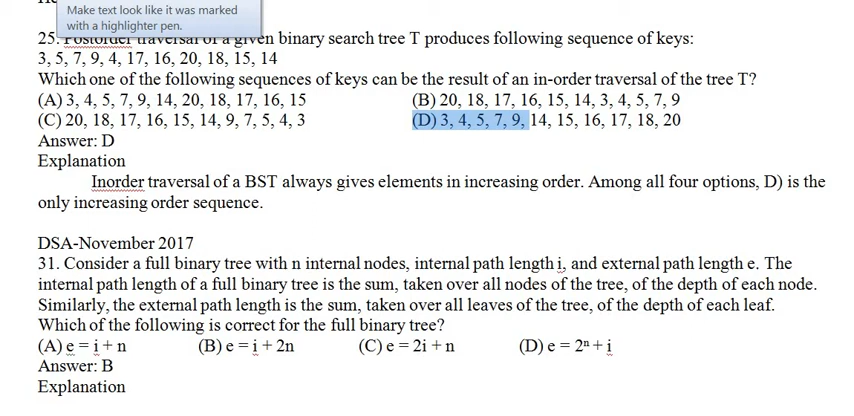 Make text look like it was marked
with a highlighter pen.
25. Postorder traversal of a given binary search tree T produces following sequence of keys:
3, 5, 7, 9, 4, 17, 16, 20, 18, 15, 14
Which one of the following sequences of keys can be the result of an in-order traversal of the tree T?
(A) 3, 4, 5, 7, 9, 14, 20, 18, 17, 16, 15 (B) 20, 18, 17, 16, 15, 14, 3, 4, 5, 7, 9
(C) 20, 18, 17, 16, 15, 14, 9, 7, 5, 4, 3 (D) 3, 4, 5, 7, 9, 14, 15, 16, 17, 18, 20
Answer: D
Explanation
Inorder traversal of a BST always gives elements in increasing order. Among all four options, D) is the
only increasing order sequence.
DSA-November 2017
31. Consider a full binary tree with n internal nodes, internal path length i, and external path length e. The
internal path length of a full binary tree is the sum, taken over all nodes of the tree, of the depth of each node.
Similarly, the external path length is the sum, taken over all leaves of the tree, of the depth of each leaf.
Which of the following is correct for the full binary tree?
(A) e = i + n (B) e = i + 2n (C) e = 2i + n (D) e = 2ⁿ + i
Answer: B
Explanation